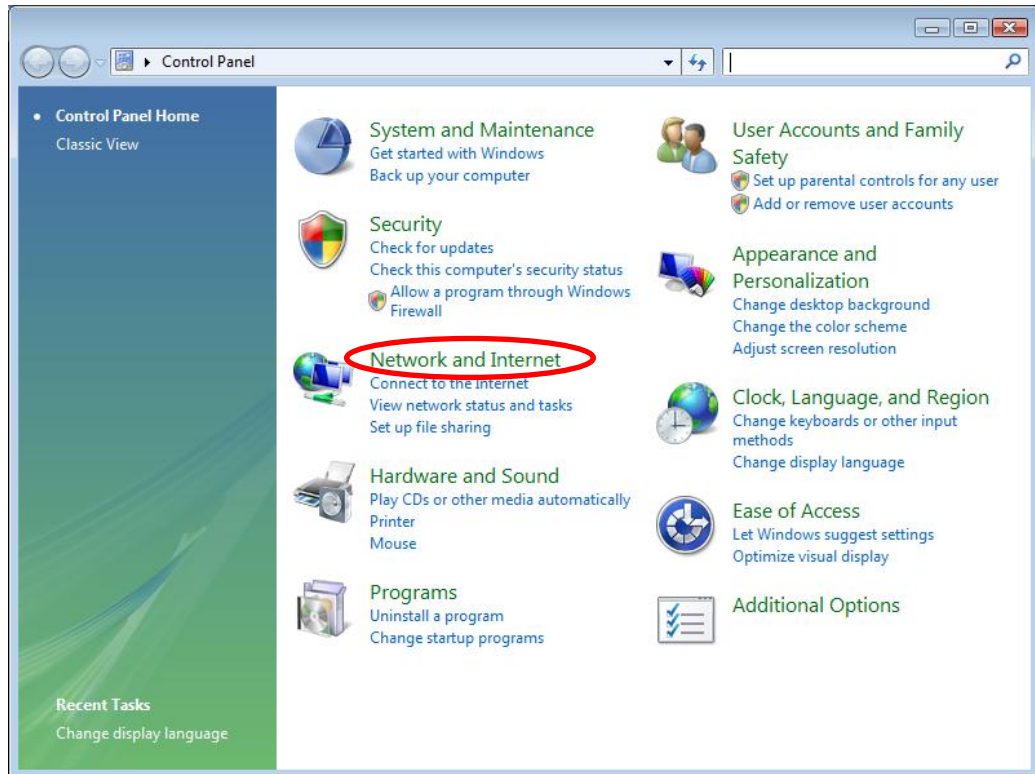 Control Panel
Control Panel Home
Classic View
System and Maintenance
Get started with Windows
Back up your computer
Security
Check for updates
Check this computer's security status
Allow a program through Windows
Firewall
Network and Internet
Connect to the Internet
View network status and tasks
Set up file sharing
Hardware and Sound
Play CDs or other media automatically
Printer
Mouse
Programs
Uninstall a program
Change startup programs
User Accounts and Family
Safety
Set up parental controls for any user
Add or remove user accounts
Appearance and
Personalization
Change desktop background
Change the color scheme
Adjust screen resolution
Clock, Language, and Region
Change keyboards or other input
methods
Change display language
Ease of Access
Let Windows suggest settings
Optimize visual display
Additional Options
Recent Tasks
Change display language